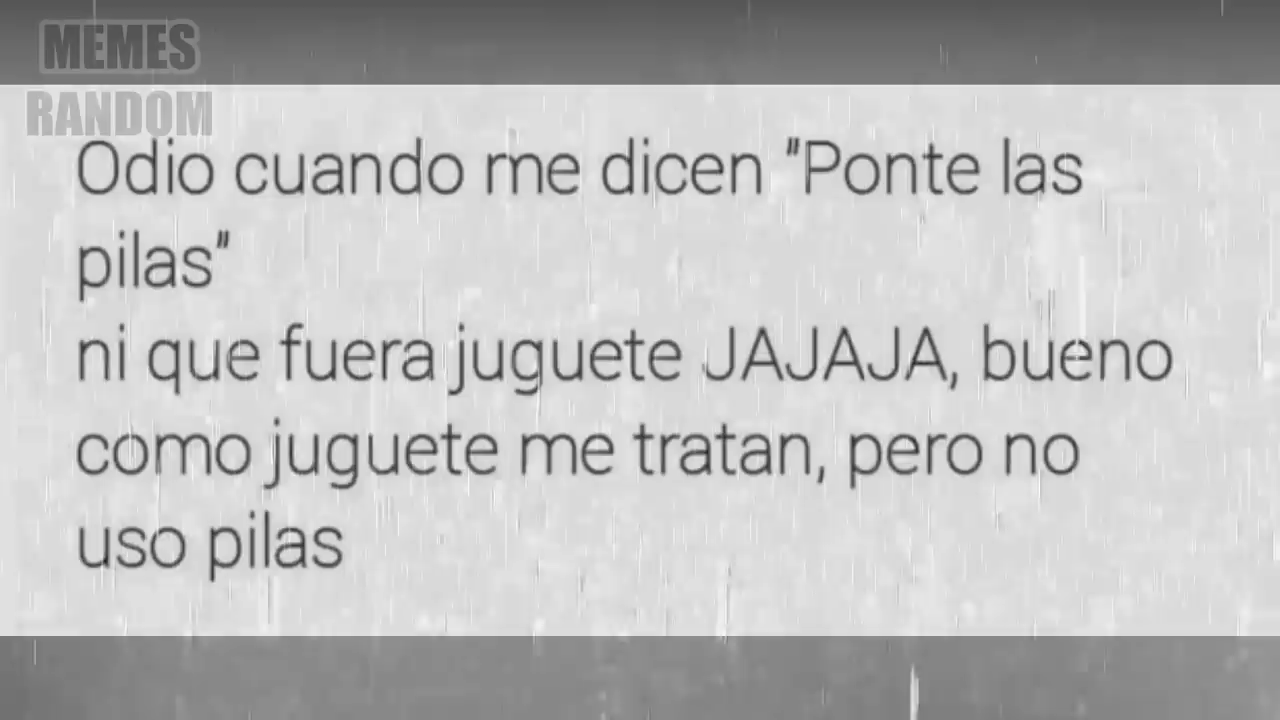 MEMES
RANDOM
Odio cuando me dicen "Ponte las
pilas"
ni que fuera juguete JAJAJA, bueno
como juguete me tratan, pero no
uso pilas